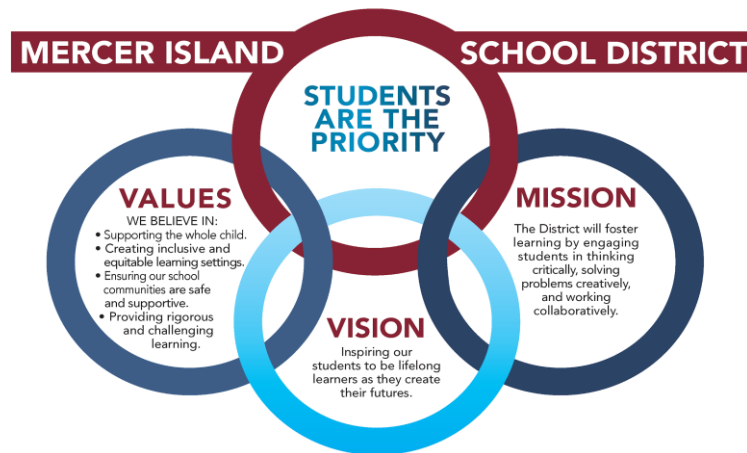 MERCER ISLAND
SCHOOL DISTRICT
STUDENTS
ARE THE
PRIORITY
VALUES
WE BELIEVE IN:
• Supporting the whole child.
• Creating inclusive and
equitable learning settings.
• Ensuring our school
communities are safe
and supportive.
• Providing rigorous
and challenging
learning.
VISION
Inspiring our
students to be lifelong
learners as they create
their futures.
MISSION
The District will foster
learning by engaging
students in thinking
critically, solving
problems creatively,
and working
collaboratively.